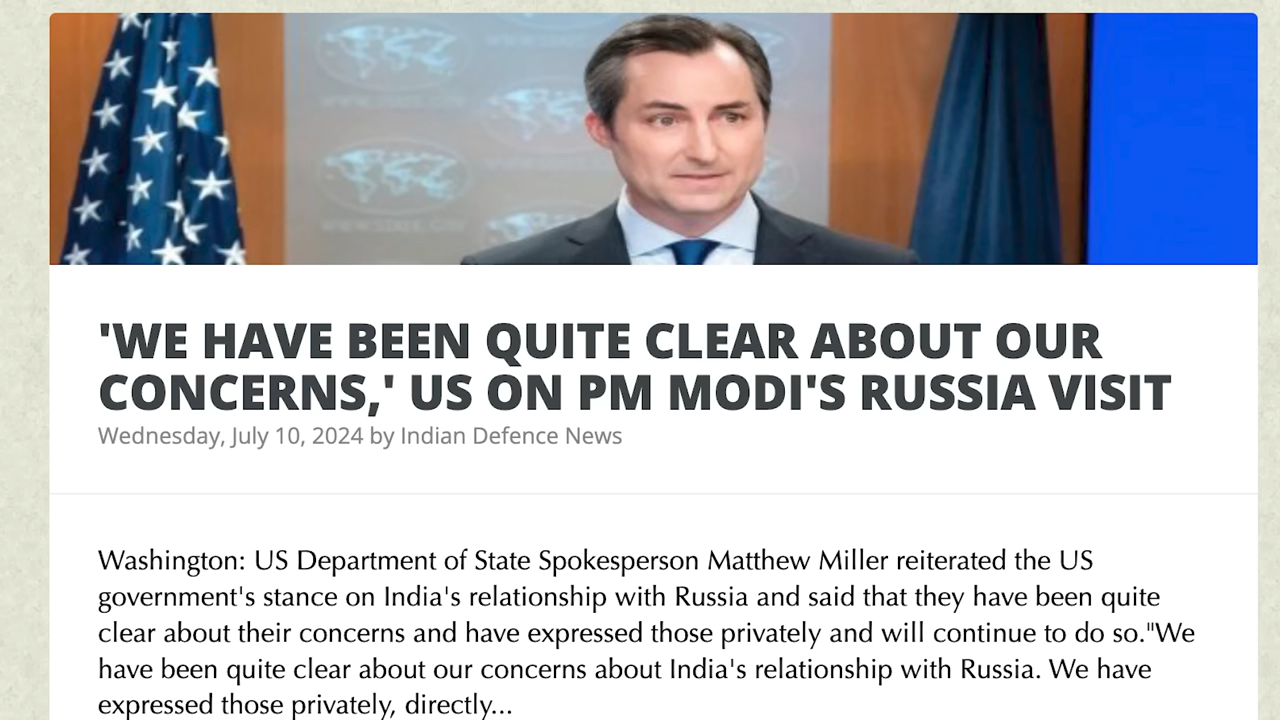 'WE HAVE BEEN QUITE CLEAR ABOUT OUR
CONCERNS,' US ON PM MODI'S RUSSIA VISIT
Wednesday, July 10, 2024 by Indian Defence News
Washington: US Department of State Spokesperson Matthew Miller reiterated the US
government's stance on India's relationship with Russia and said that they have been quite
clear about their concerns and have expressed those privately and will continue to do so."We
have been quite clear about our concerns about India's relationship with Russia. We have
expressed those privately, directly...